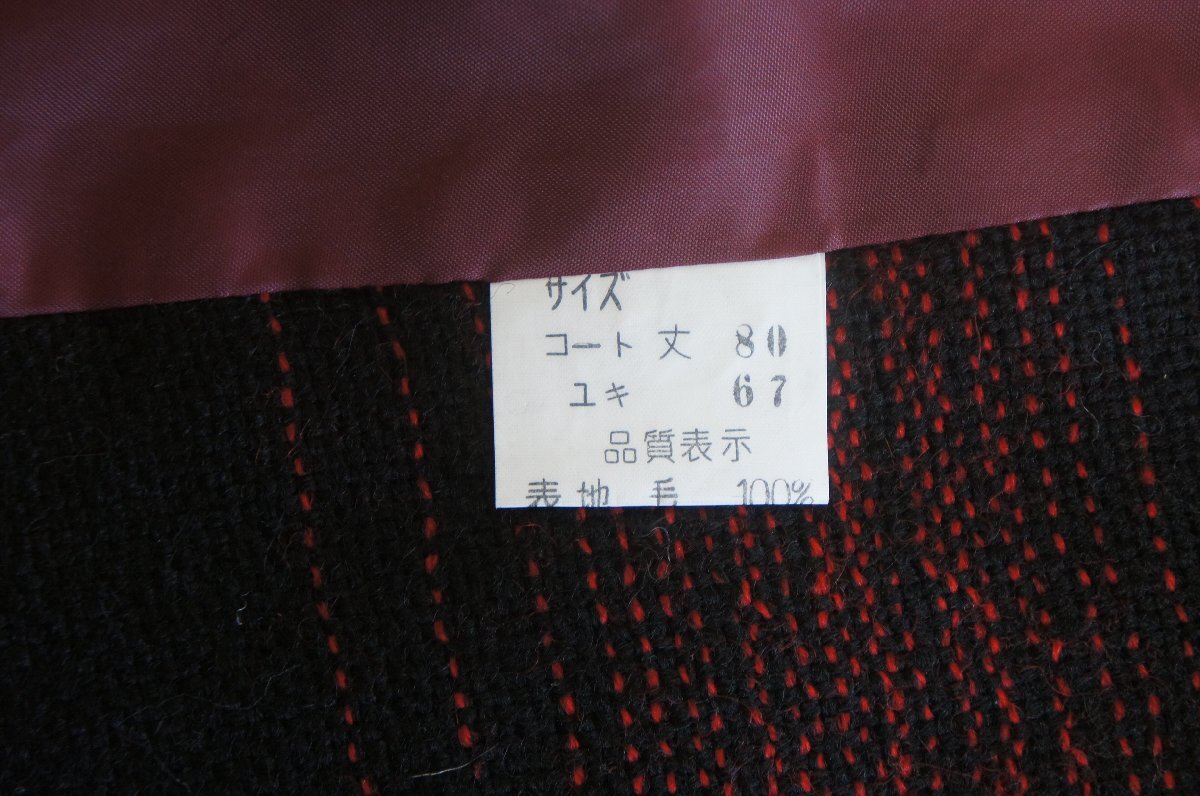 サイズ
コート丈 80
ユキ 67
品質表示
表地 毛 100%